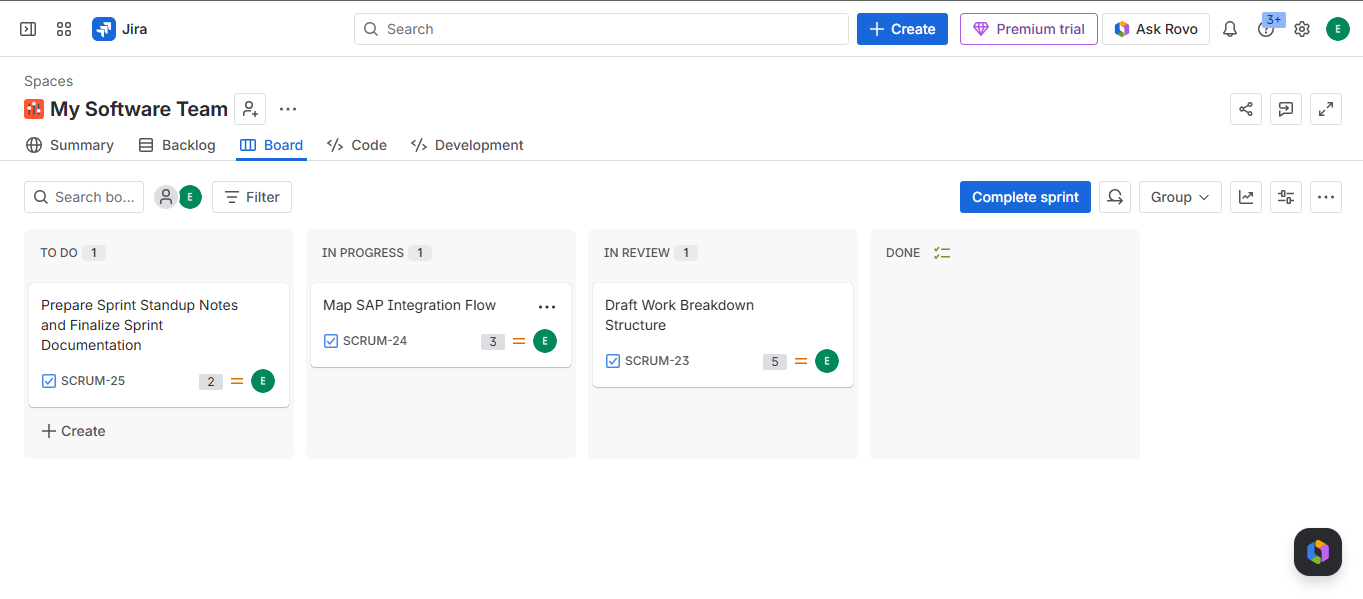 Jira
Search
Create
Premium trial
Ask Rovo
3+
E
Spaces
My Software Team
Summary
Backlog
Board
Code
Development
Search bo...
E
Filter
Complete sprint
Group
TO DO 1
Prepare Sprint Standup Notes
and Finalize Sprint
Documentation
SCRUM-25
2
E
Create
IN PROGRESS 1
Map SAP Integration Flow
SCRUM-24
3
E
IN REVIEW 1
Draft Work Breakdown
Structure
SCRUM-23
5
E
DONE